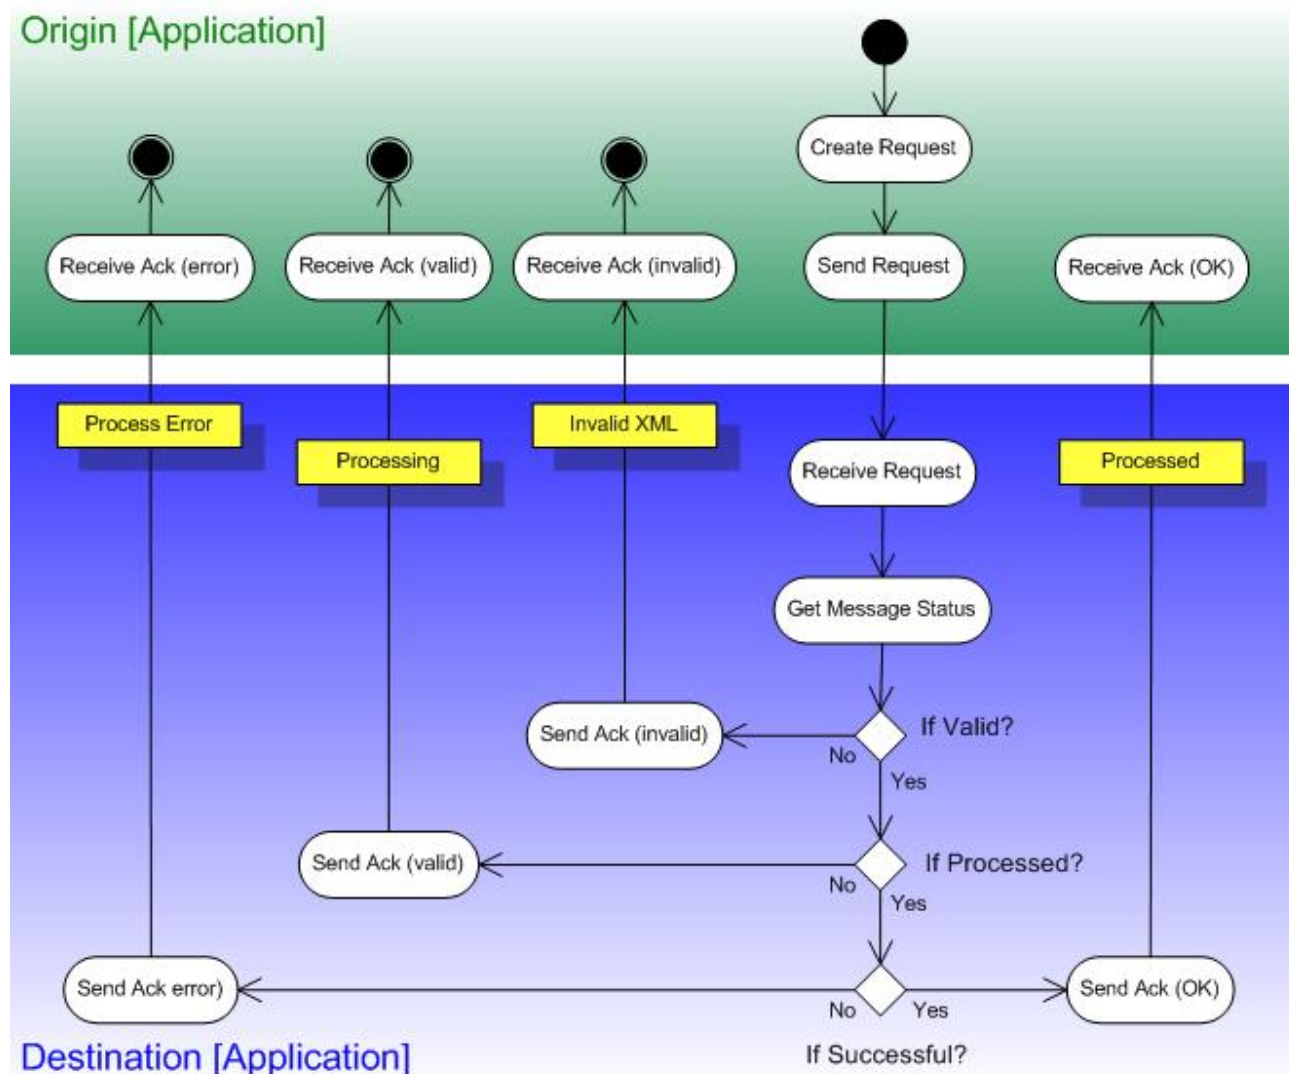 Origin [Application]
Create Request
Receive Ack (error)
Receive Ack (valid)
Receive Ack (invalid)
Send Request
Receive Ack (OK)
Process Error
Invalid XML
Processing
Receive Request
Processed
Get Message Status
Send Ack (invalid)
No
If Valid?
Yes
Send Ack (valid)
No
If Processed?
Yes
Send Ack error)
No
Yes
Send Ack (OK)
If Successful?
Destination [Application]